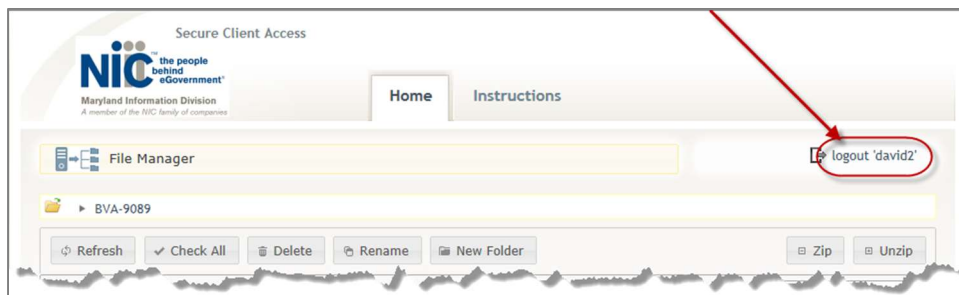 Secure Client Access
NIC™ the people
behind
eGovernment®
Maryland Information Division
A member of the NIC family of companies
Home
Instructions
File Manager
logout 'david2'
BVA-9089
Refresh
Check All
Delete
Rename
New Folder
Zip
Unzip